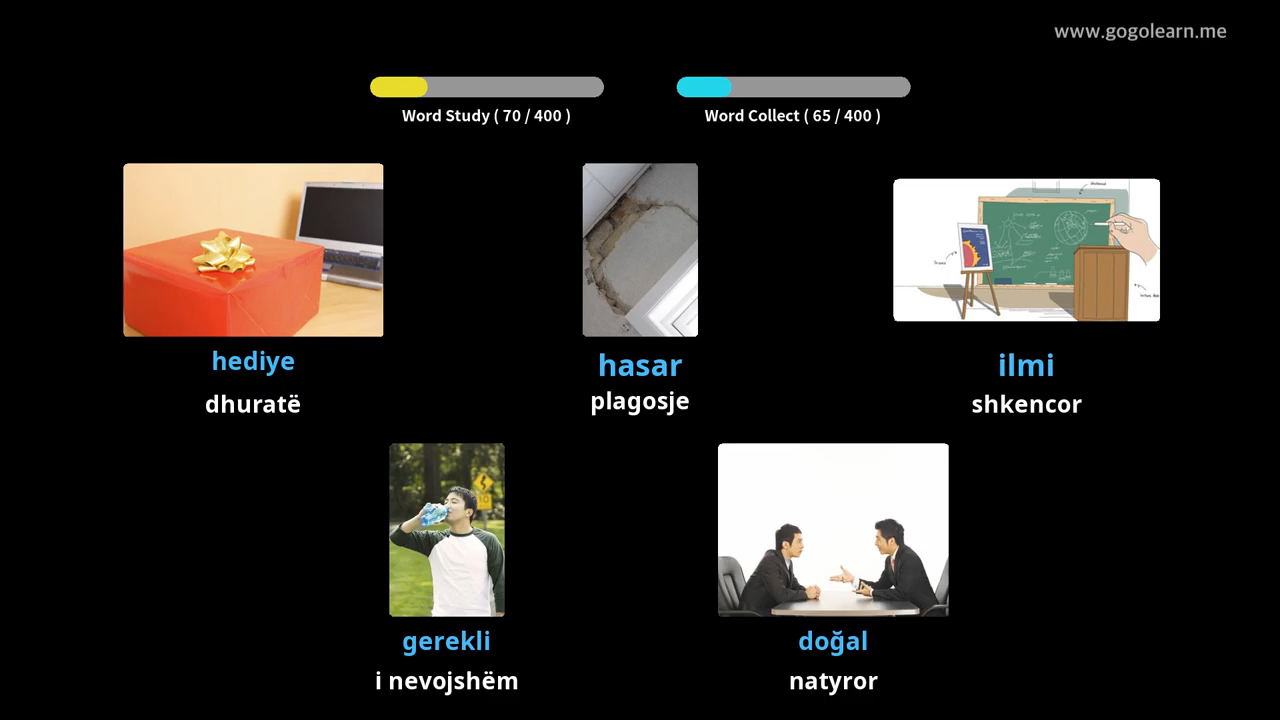 www.gogolearn.me
Word Study ( 70 / 400 )
Word Collect ( 65 / 400 )
hediye
dhuratë
hasar
plagosje
ilmi
shkencor
gerekli
i nevojshëm
doğal
natyror